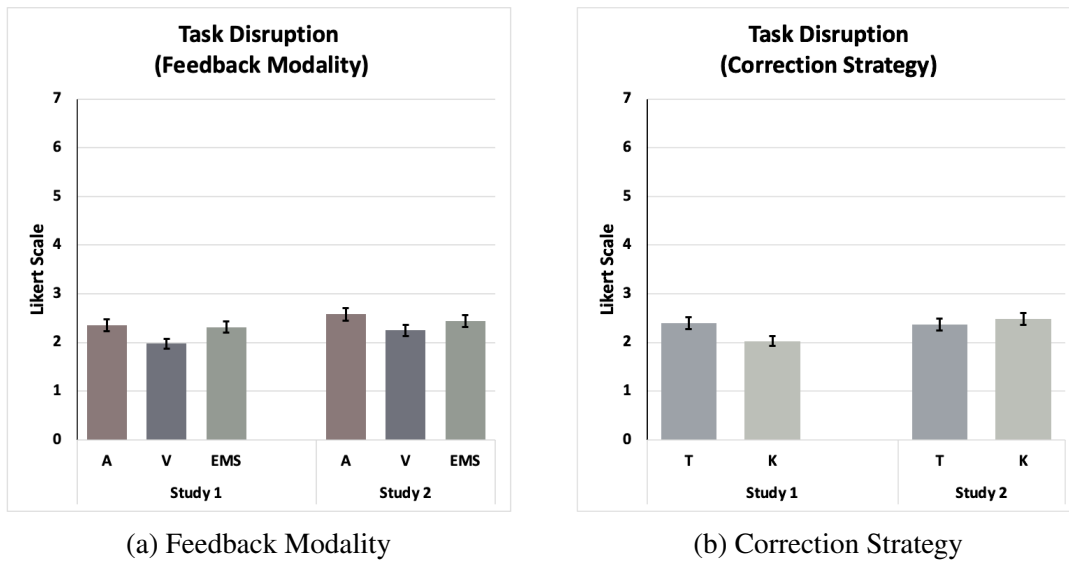 Task Disruption
(Feedback Modality)
7
6
5
4
3
2
1
0
Likert Scale
A V EMS A V EMS
Study 1 Study 2
(a) Feedback Modality
Task Disruption
(Correction Strategy)
7
6
5
4
3
2
1
0
Likert Scale
T K T K
Study 1 Study 2
(b) Correction Strategy